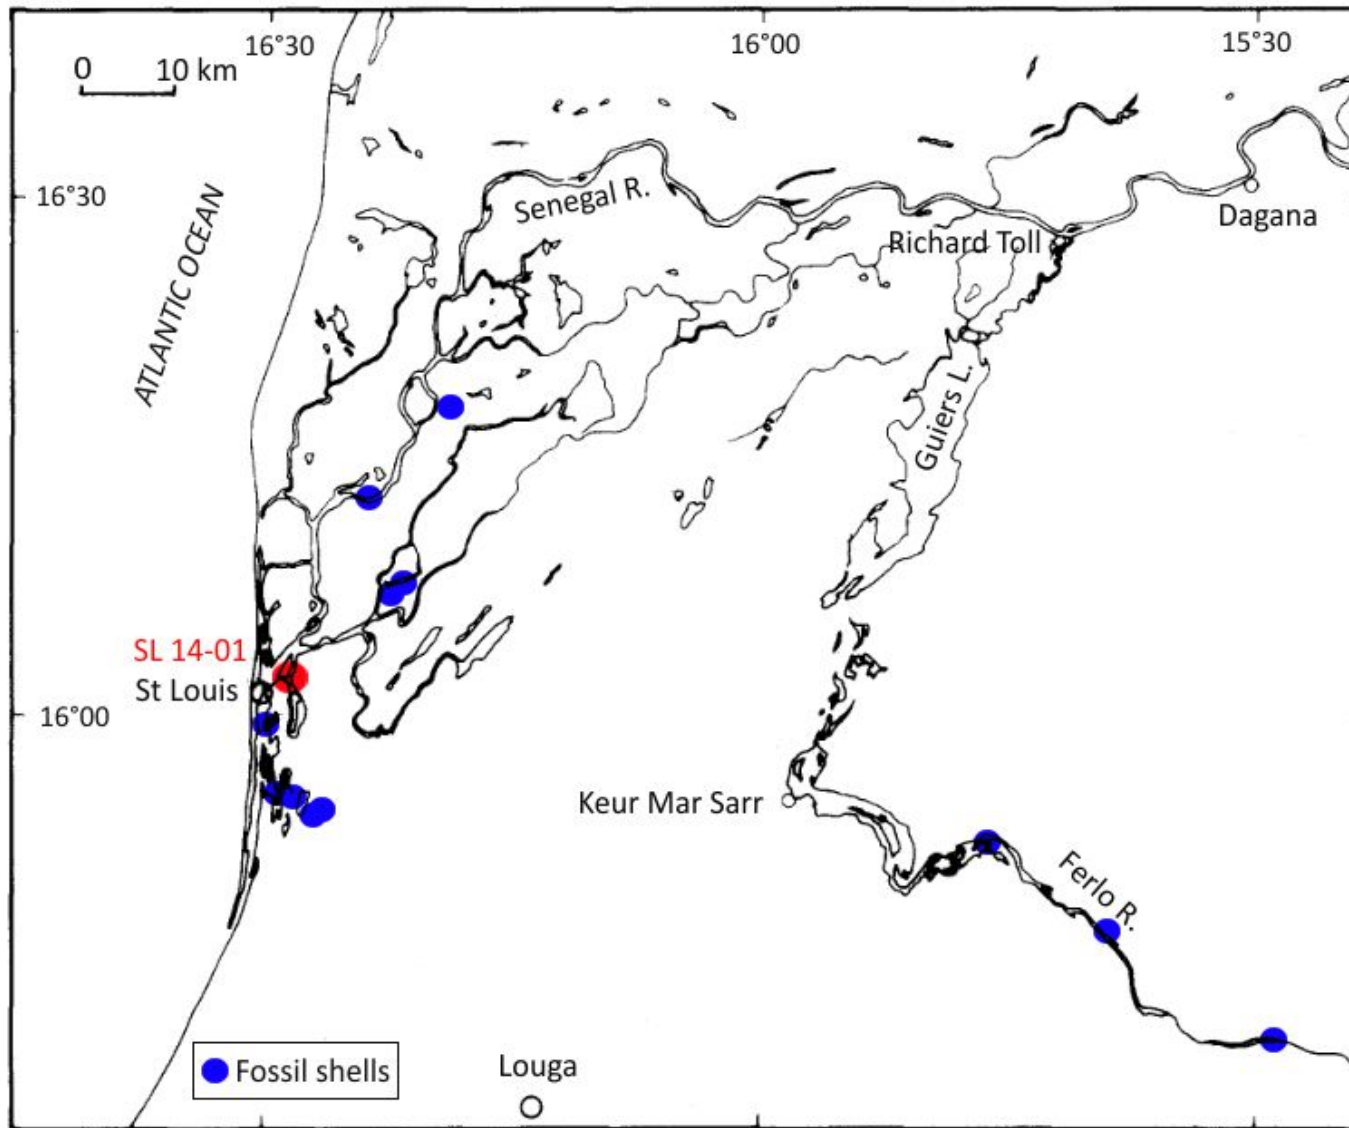 16°30
16°00
15°30
0 10 km
16°30
Senegal R.
Dagana
Richard Toll
ATLANTIC OCEAN
Guiers L.
SL 14-01
St Louis
16°00
Keur Mar Sarr
Ferlo R.
Fossil shells
Louga